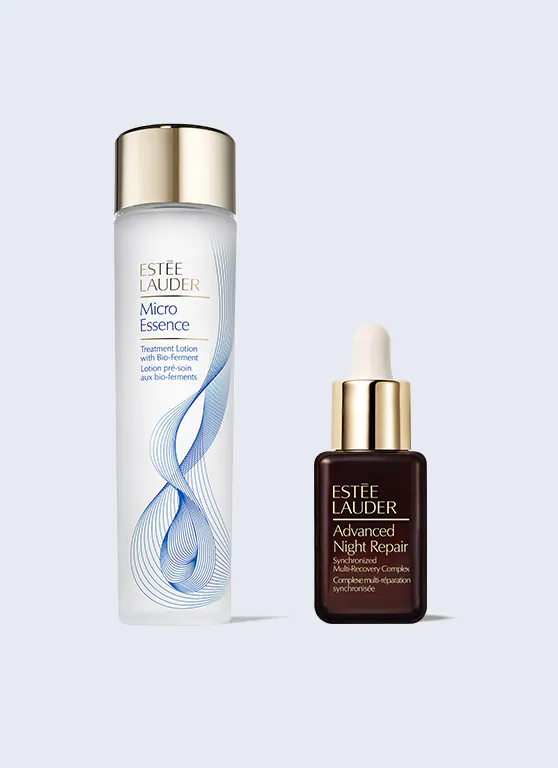 ESTĒE
LAUDER
Micro
Essence
Treatment Lotion
with Bio-Ferment
Lotion pré-soin
aux bio-ferments
ESTĒE
LAUDER
Advanced
Night Repair
Synchronized
Multi-Recovery Complex
Complexe multi-réparation
synchronisée